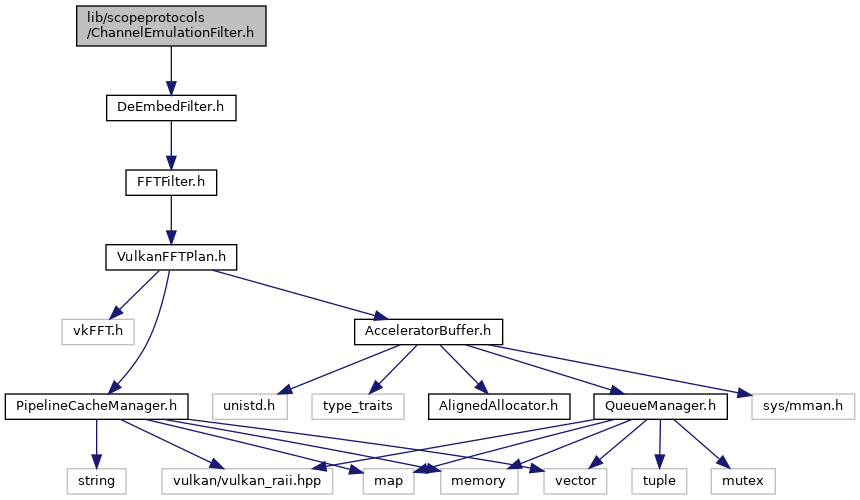 lib/scopeprotocols
/ChannelEmulationFilter.h
DeEmbedFilter.h
FFTFilter.h
VulkanFFTPlan.h
vkFFT.h
AcceleratorBuffer.h
PipelineCacheManager.h
unistd.h
type_traits
AlignedAllocator.h
QueueManager.h
sys/mman.h
string
vulkan/vulkan_raii.hpp
map
memory
vector
tuple
mutex